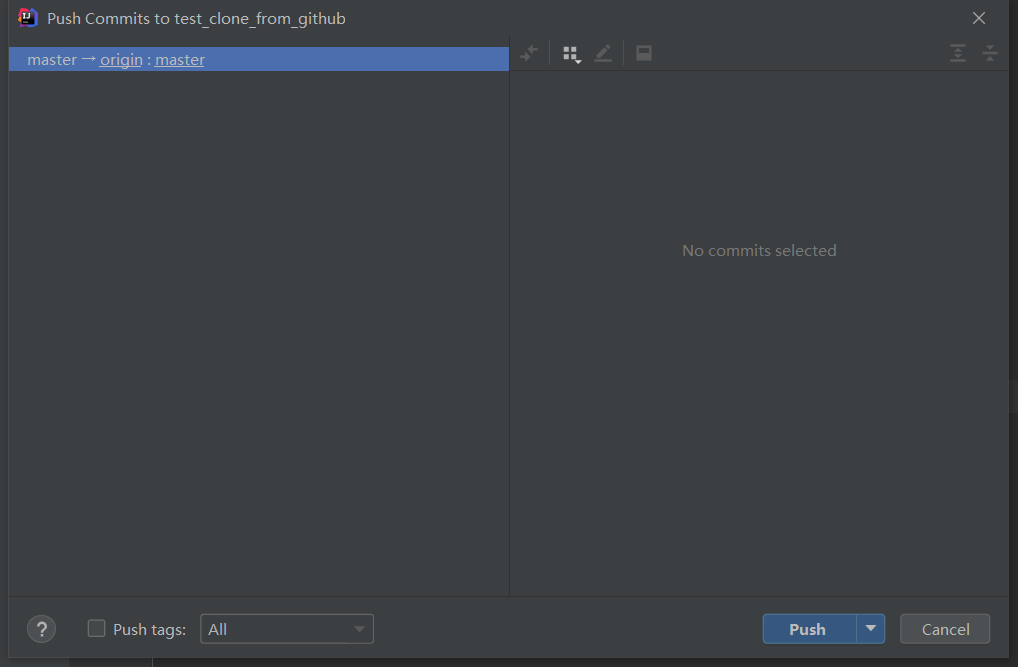 Push Commits to test_clone_from_github
master → origin : master
No commits selected
? Push tags: All Push Cancel